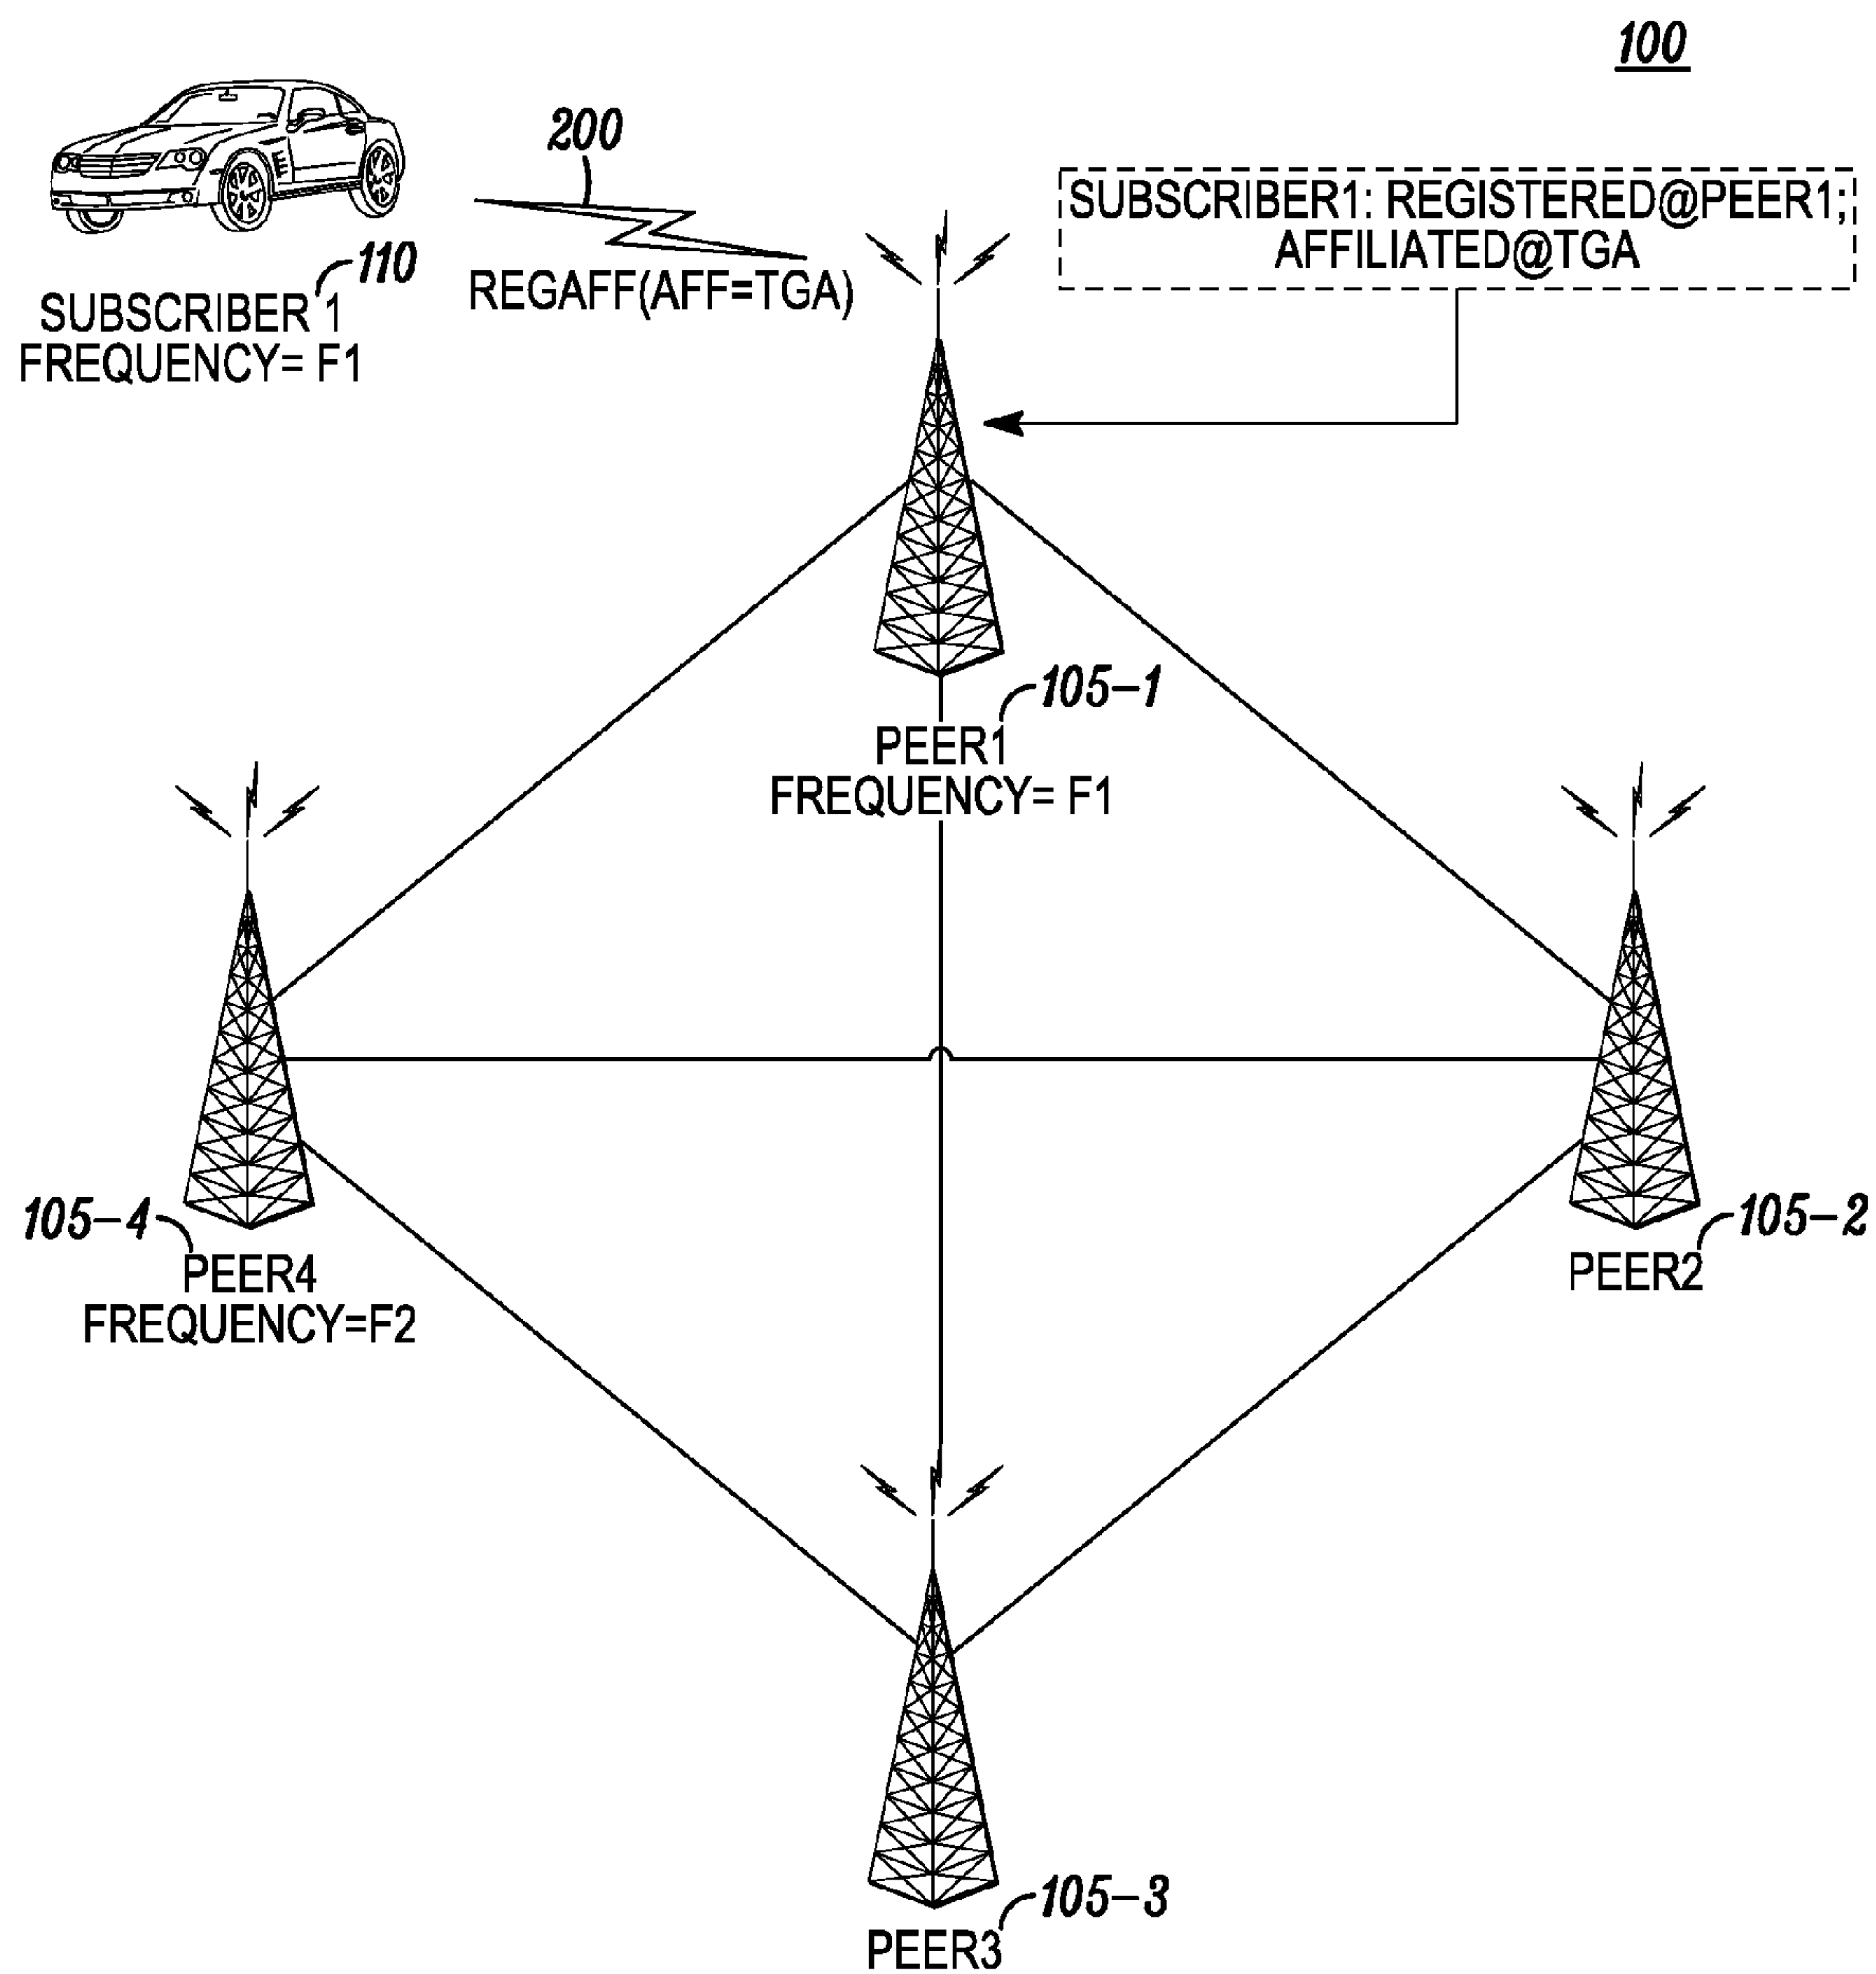 100
200
SUBSCRIBER1: REGISTERED@PEER1;
AFFILIATED@TGA
110
REGAFF(AFF=TGA)
SUBSCRIBER 1
FREQUENCY= F1
105-1
PEER1
FREQUENCY= F1
105-4
PEER4
FREQUENCY=F2
105-2
PEER2
105-3
PEER3